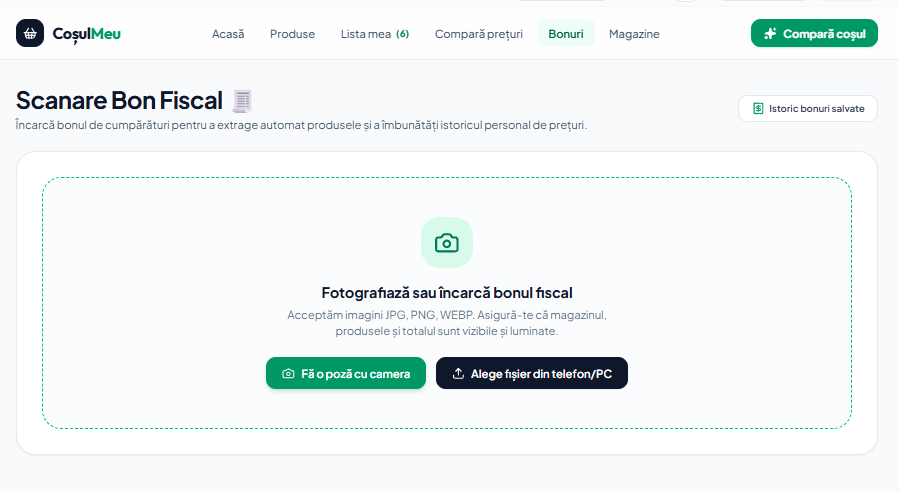 CoșulMeu
Acasă
Produse
Lista mea (6)
Compară prețuri
Bonuri
Magazine
Compară coșul
Scanare Bon Fiscal
Încarcă bonul de cumpărături pentru a extrage automat produsele și a îmbunătăți istoricul personal de prețuri.
Istoric bonuri salvate
Fotografiază sau încarcă bonul fiscal
Acceptăm imagini JPG, PNG, WEBP. Asigură-te că magazinul,
produsele și totalul sunt vizibile și luminate.
Fă o poză cu camera
Alege fișier din telefon/PC